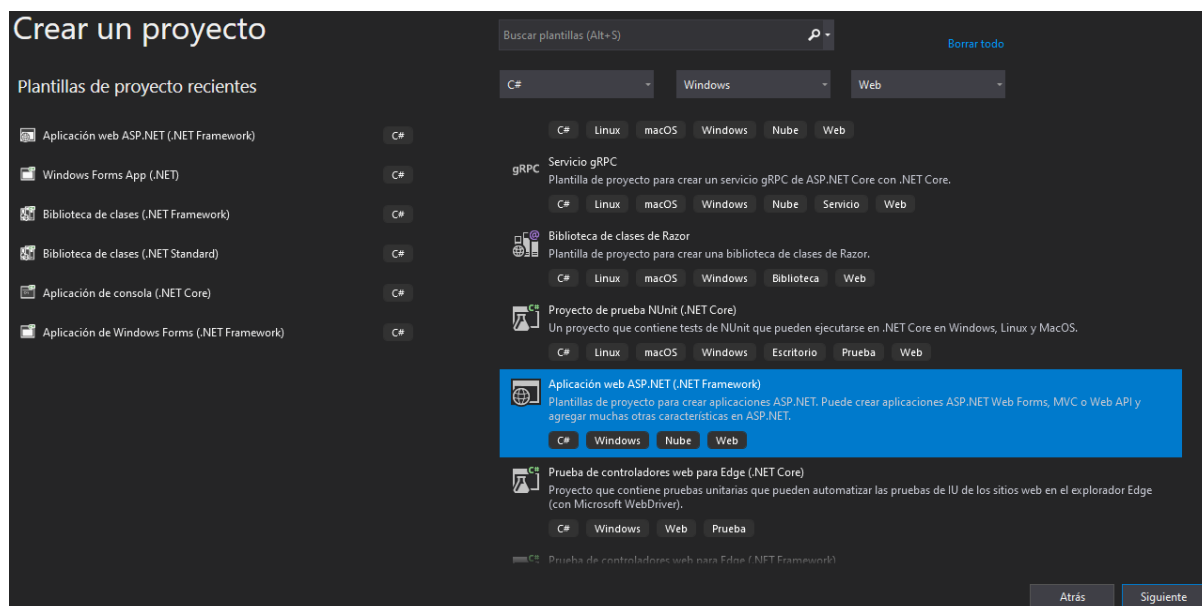 Crear un proyecto
Buscar plantillas (Alt+S)
Borrar todo
Plantillas de proyecto recientes
C#
Windows
Web
Aplicación web ASP.NET (.NET Framework) C#
Windows Forms App (.NET) C#
Biblioteca de clases (.NET Framework) C#
Biblioteca de clases (.NET Standard) C#
Aplicación de consola (.NET Core) C#
Aplicación de Windows Forms (.NET Framework) C#
C# Linux macOS Windows Nube Web
gRPC Servicio gRPC
Plantilla de proyecto para crear un servicio gRPC de ASP.NET Core con .NET Core.
C# Linux macOS Windows Nube Servicio Web
Biblioteca de clases de Razor
Plantilla de proyecto para crear una biblioteca de clases de Razor.
C# Linux macOS Windows Biblioteca Web
Proyecto de prueba NUnit (.NET Core)
Un proyecto que contiene tests de NUnit que pueden ejecutarse en .NET Core en Windows, Linux y MacOS.
C# Linux macOS Windows Escritorio Prueba Web
Aplicación web ASP.NET (.NET Framework)
Plantillas de proyecto para crear aplicaciones ASP.NET. Puede crear aplicaciones ASP.NET Web Forms, MVC o Web API y
agregar muchas otras características en ASP.NET.
C# Windows Nube Web
Prueba de controladores web para Edge (.NET Core)
Proyecto que contiene pruebas unitarias que pueden automatizar las pruebas de IU de los sitios web en el explorador Edge
(con Microsoft WebDriver).
C# Windows Web Prueba
Prueba de controladores web para Edge (.NET Framework)
Atrás
Siguiente